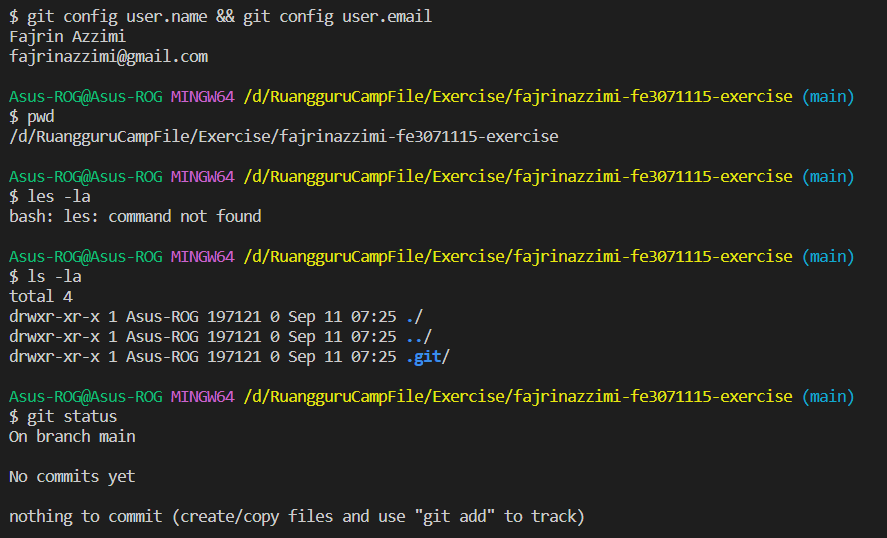 $ git config user.name && git config user.email
Fajrin Azzimi
fajrinazzimi@gmail.com
Asus-ROG@Asus-ROG MINGW64 /d/RuangguruCampFile/Exercise/fajrinazzimi-fe3071115-exercise (main)
$ pwd
/d/RuangguruCampFile/Exercise/fajrinazzimi-fe3071115-exercise
Asus-ROG@Asus-ROG MINGW64 /d/RuangguruCampFile/Exercise/fajrinazzimi-fe3071115-exercise (main)
$ les -la
bash: les: command not found
Asus-ROG@Asus-ROG MINGW64 /d/RuangguruCampFile/Exercise/fajrinazzimi-fe3071115-exercise (main)
$ ls -la
total 4
drwxr-xr-x 1 Asus-ROG 197121 0 Sep 11 07:25 ./
drwxr-xr-x 1 Asus-ROG 197121 0 Sep 11 07:25 ../
drwxr-xr-x 1 Asus-ROG 197121 0 Sep 11 07:25 .git/
Asus-ROG@Asus-ROG MINGW64 /d/RuangguruCampFile/Exercise/fajrinazzimi-fe3071115-exercise (main)
$ git status
On branch main
No commits yet
nothing to commit (create/copy files and use "git add" to track)